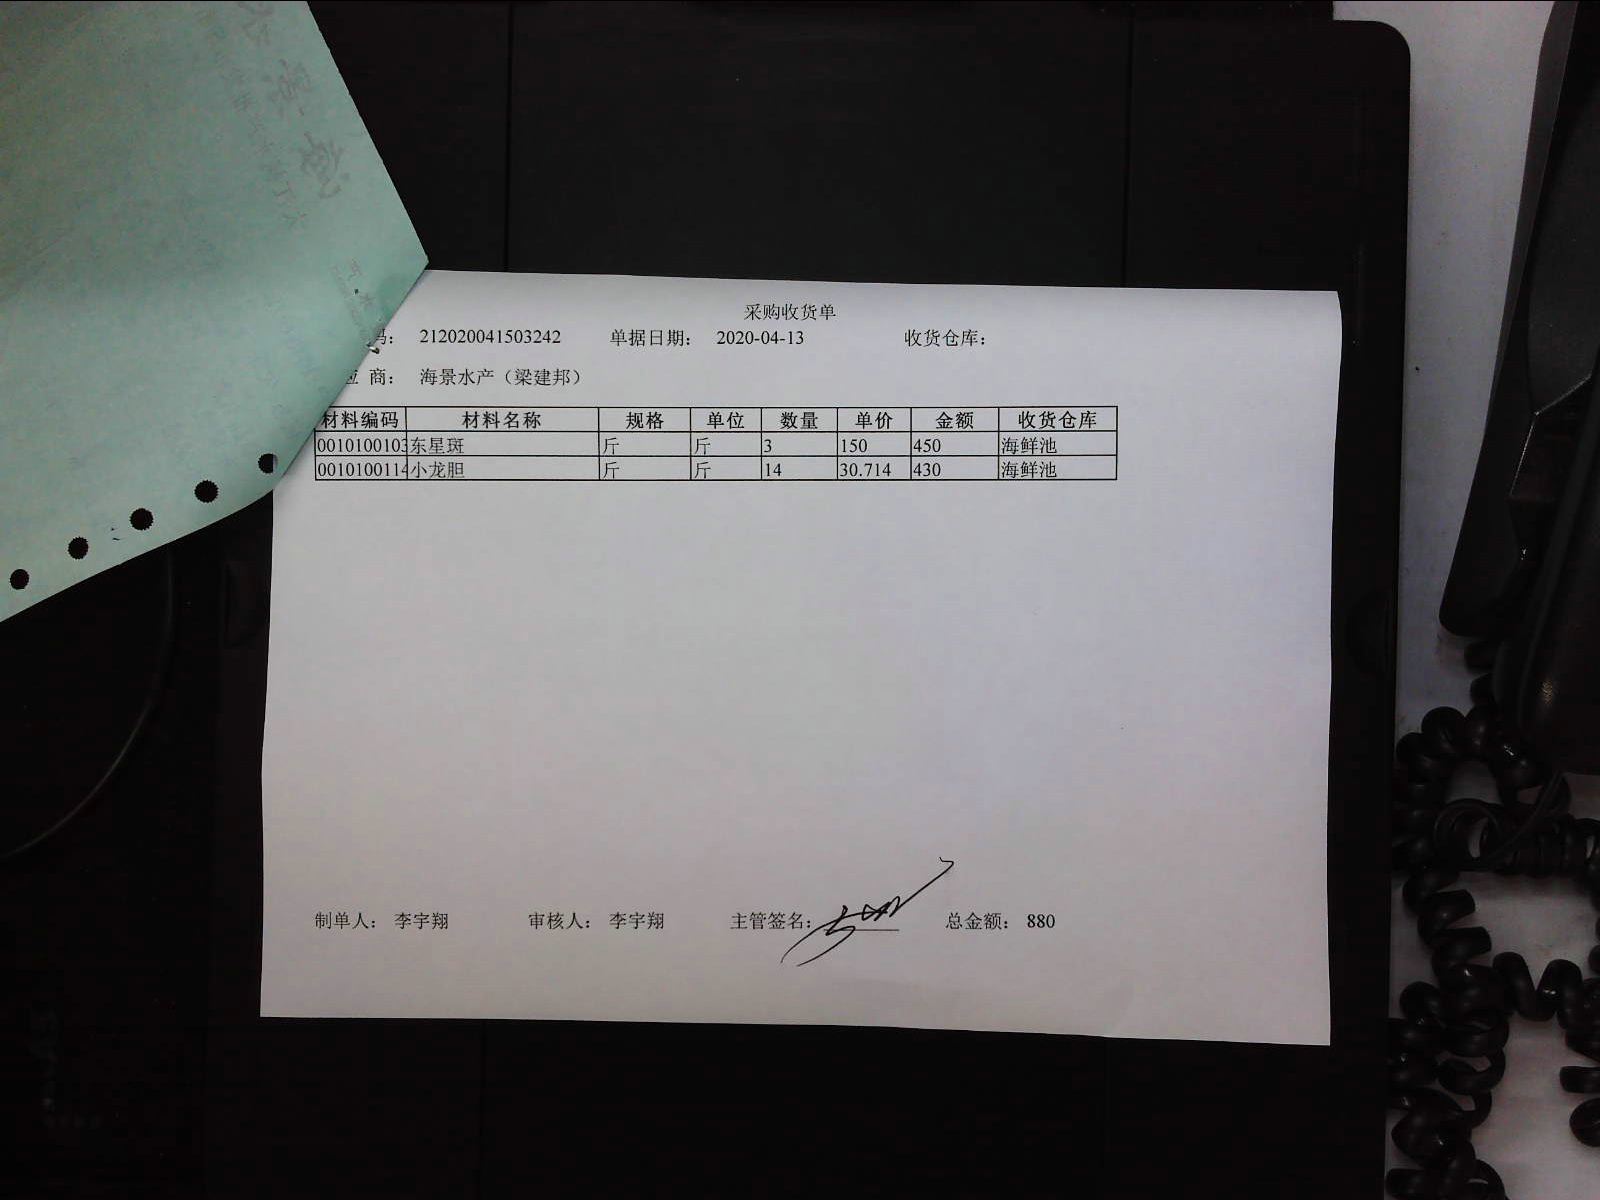 采购收货单
码： 212020041503242 单据日期： 2020-04-13 收货仓库：
应 商： 海景水产（梁建邦）
材料编码 材料名称 规格 单位 数量 单价 金额 收货仓库
0010100103 东星斑 斤 斤 3 150 450 海鲜池
0010100114 小龙胆 斤 斤 14 30.714 430 海鲜池
制单人： 李宇翔 审核人： 李宇翔 主管签名： 总金额： 880